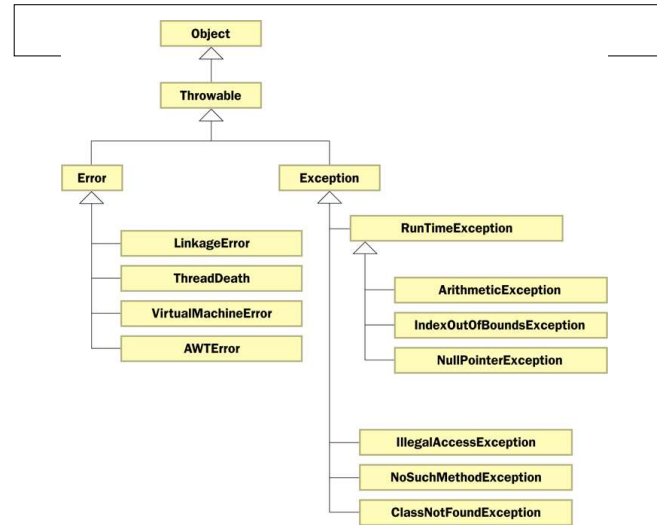 Object
Throwable
Error
Exception
LinkageError
ThreadDeath
VirtualMachineError
AWTError
RunTimeException
ArithmeticException
IndexOutOfBoundsException
NullPointerException
IllegalAccessException
NoSuchMethodException
ClassNotFoundException